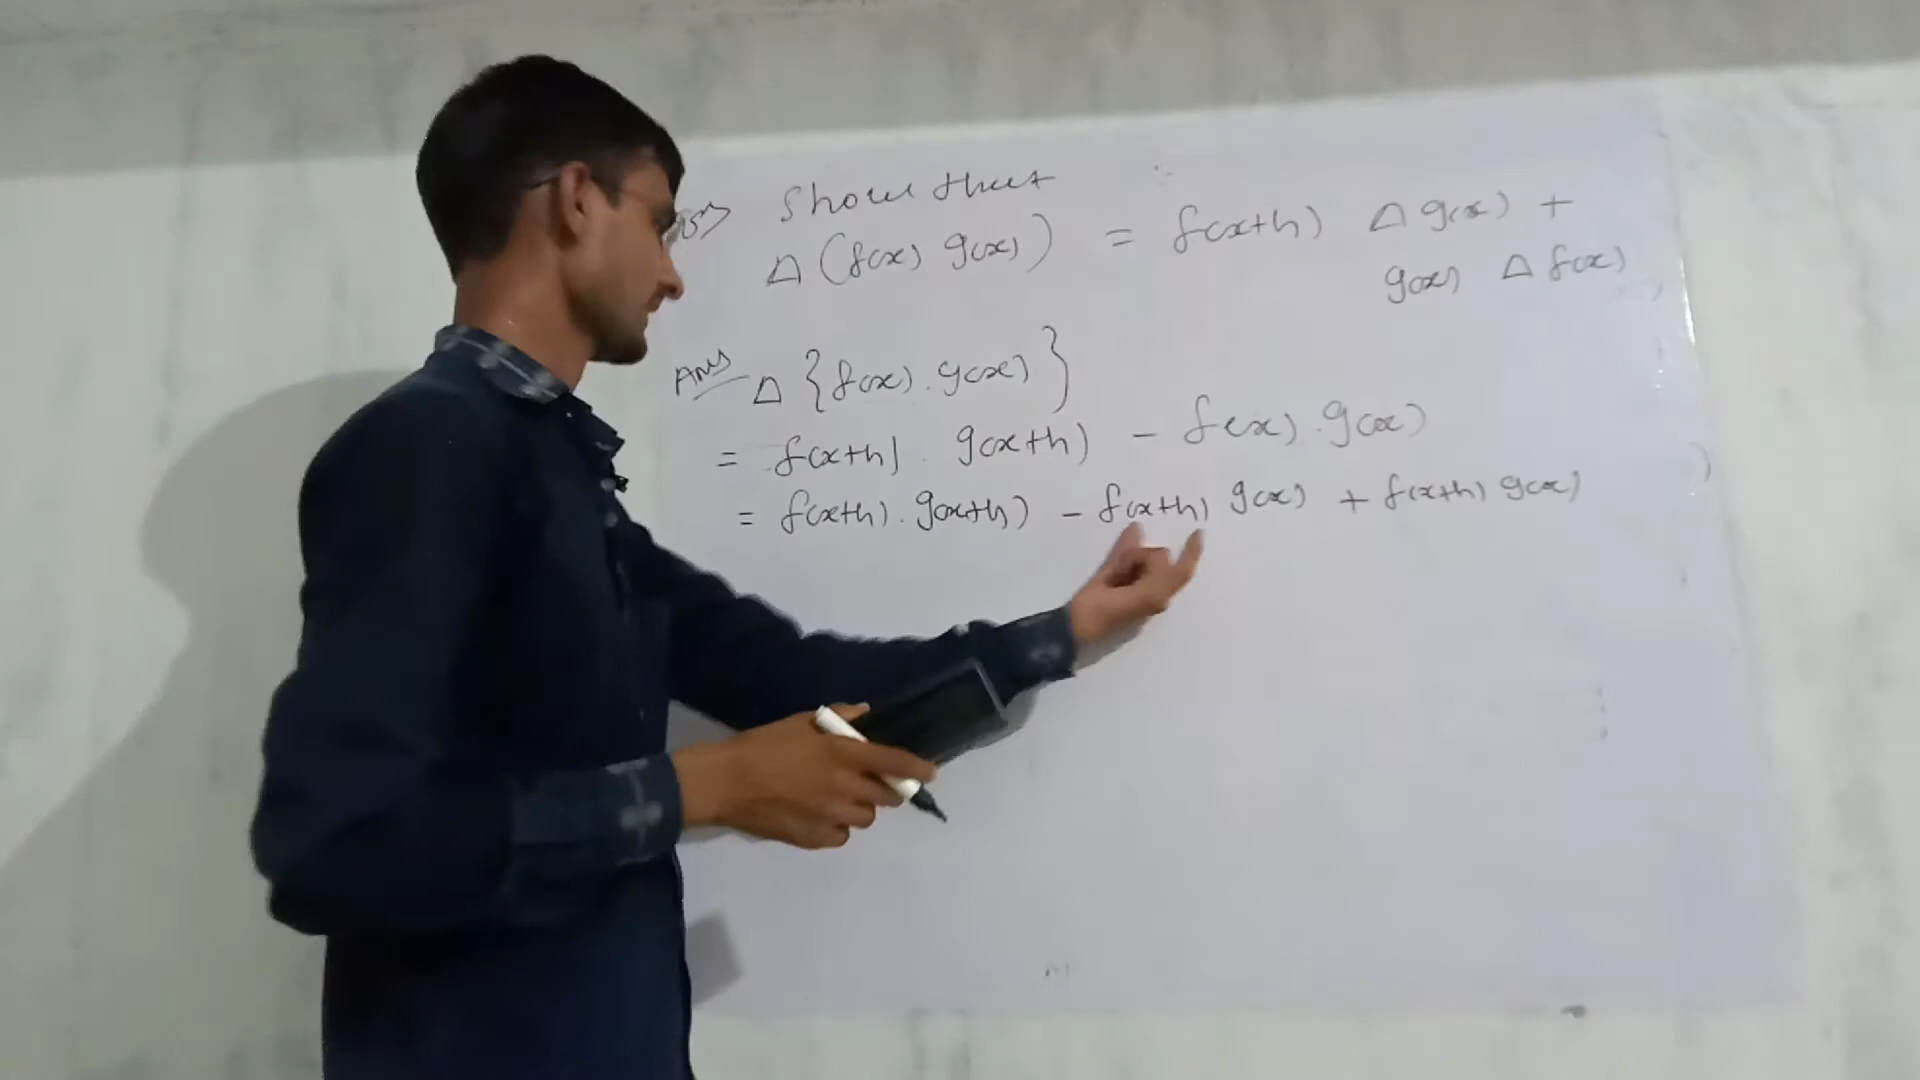 Show that
Δ(f(x) g(x)) = f(x+h) Δg(x) +
g(x) Δf(x)
Ans Δ{f(x).g(x)}
= f(x+h). g(x+h) - f(x).g(x)
= f(x+h).g(x+h) - f(x+h) g(x) + f(x+h) g(x)